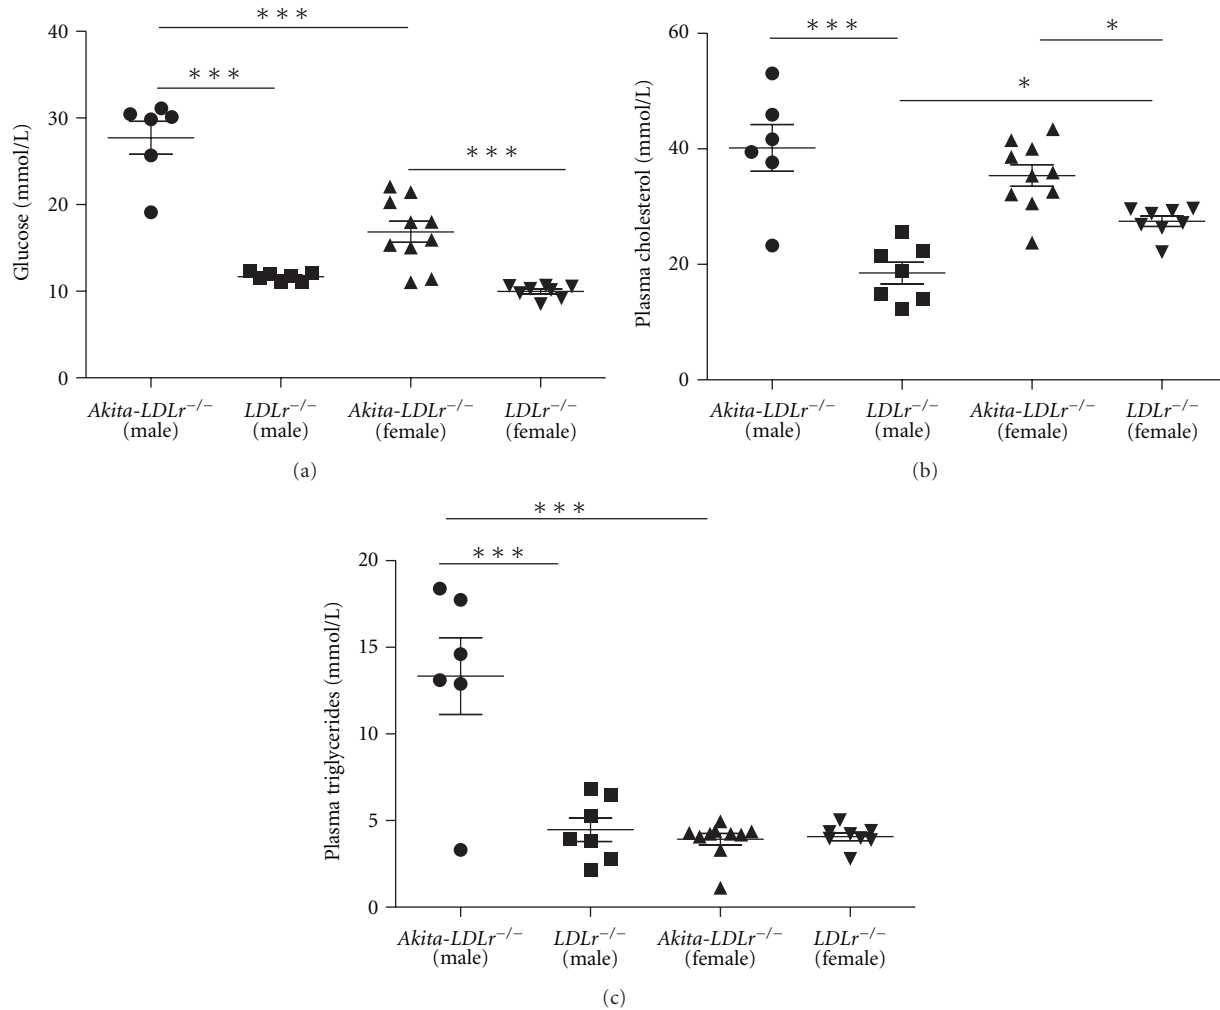 ∗∗∗
∗∗∗
∗∗∗
40
30
20
10
0
Glucose (mmol/L)
Akita-LDLr−/− (male)
LDLr−/− (male)
Akita-LDLr−/− (female)
LDLr−/− (female)
(a)
∗∗∗
∗
∗
60
40
20
0
Plasma cholesterol (mmol/L)
Akita-LDLr−/− (male)
LDLr−/− (male)
Akita-LDLr−/− (female)
LDLr−/− (female)
(b)
∗∗∗
∗∗∗
20
15
10
5
0
Plasma triglycerides (mmol/L)
Akita-LDLr−/− (male)
LDLr−/− (male)
Akita-LDLr−/− (female)
LDLr−/− (female)
(c)